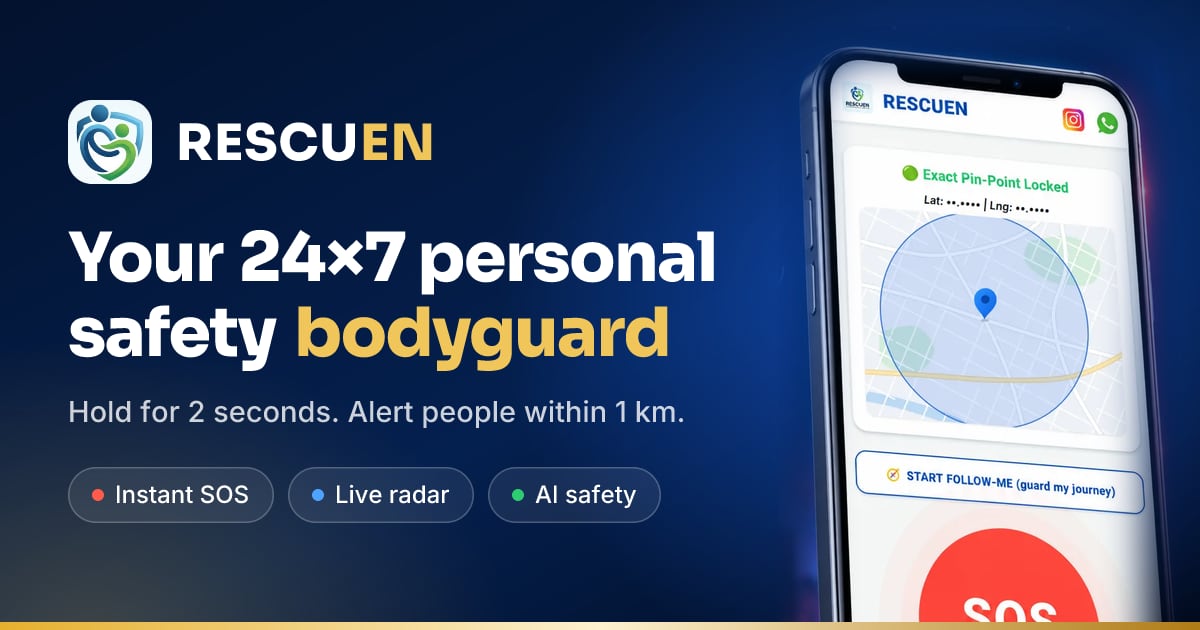 RESCUEN
Your 24×7 personal
safety bodyguard
Hold for 2 seconds. Alert people within 1 km.
Instant SOS
Live radar
AI safety
RESCUEN
RESCUEN
Exact Pin-Point Locked
Lat: ••.•••• | Lng: ••.••••
START FOLLOW-ME (guard my journey)
SOS